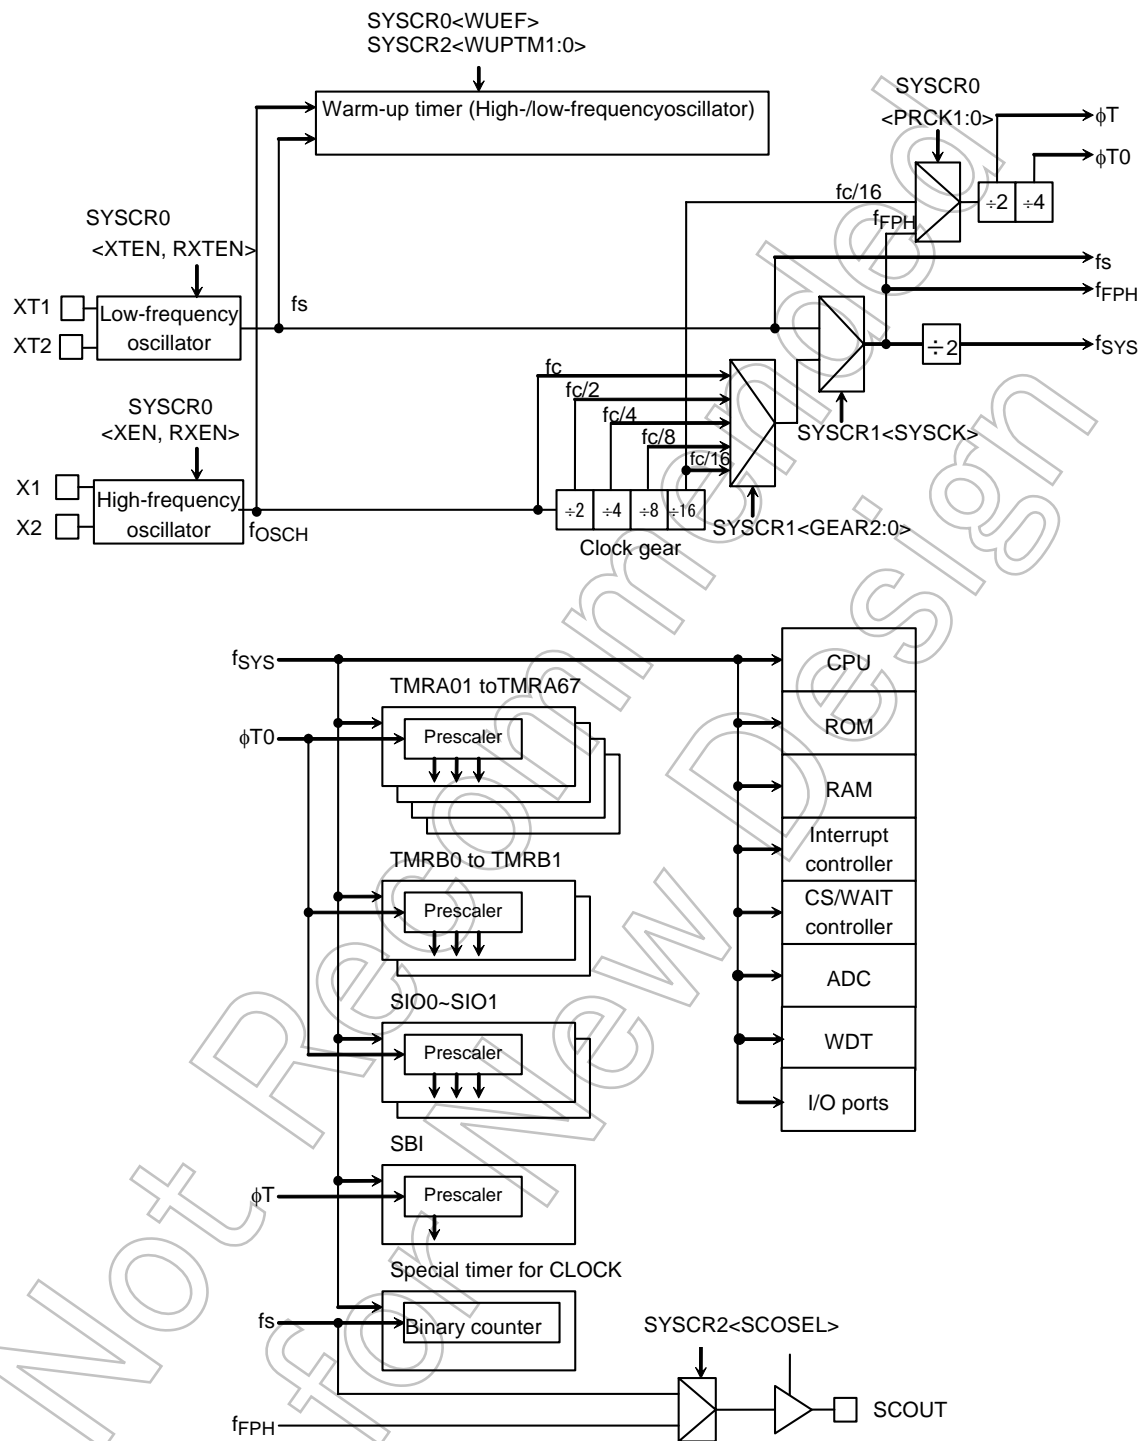 SYSCR0<WUEF>
SYSCR2<WUPTM1:0>
Warm-up timer (High-/low-frequencyoscillator)
SYSCR0
<PRCK1:0>
ϕT
ϕT0
÷2
÷4
fc/16
fFPH
SYSCR0
<XTEN, RXTEN>
fs
fFPH
fSYS
XT1
XT2
Low-frequency
oscillator
fs
÷2
SYSCR1<SYSCK>
fc
fc/2
fc/4
fc/8
fc/16
SYSCR0
<XEN, RXEN>
X1
X2
High-frequency
oscillator
fOSCH
÷2
÷4
÷8
÷16
Clock gear
SYSCR1<GEAR2:0>
fSYS
CPU
TMRA01 toTMRA67
ϕT0
Prescaler
ROM
RAM
TMRB0 to TMRB1
Prescaler
Interrupt
controller
CS/WAIT
controller
ADC
SIO0~SIO1
Prescaler
WDT
I/O ports
SBI
ϕT
Prescaler
Special timer for CLOCK
fs
Binary counter
SYSCR2<SCOSEL>
fFPH
SCOUT
Not Recommended
for New Design